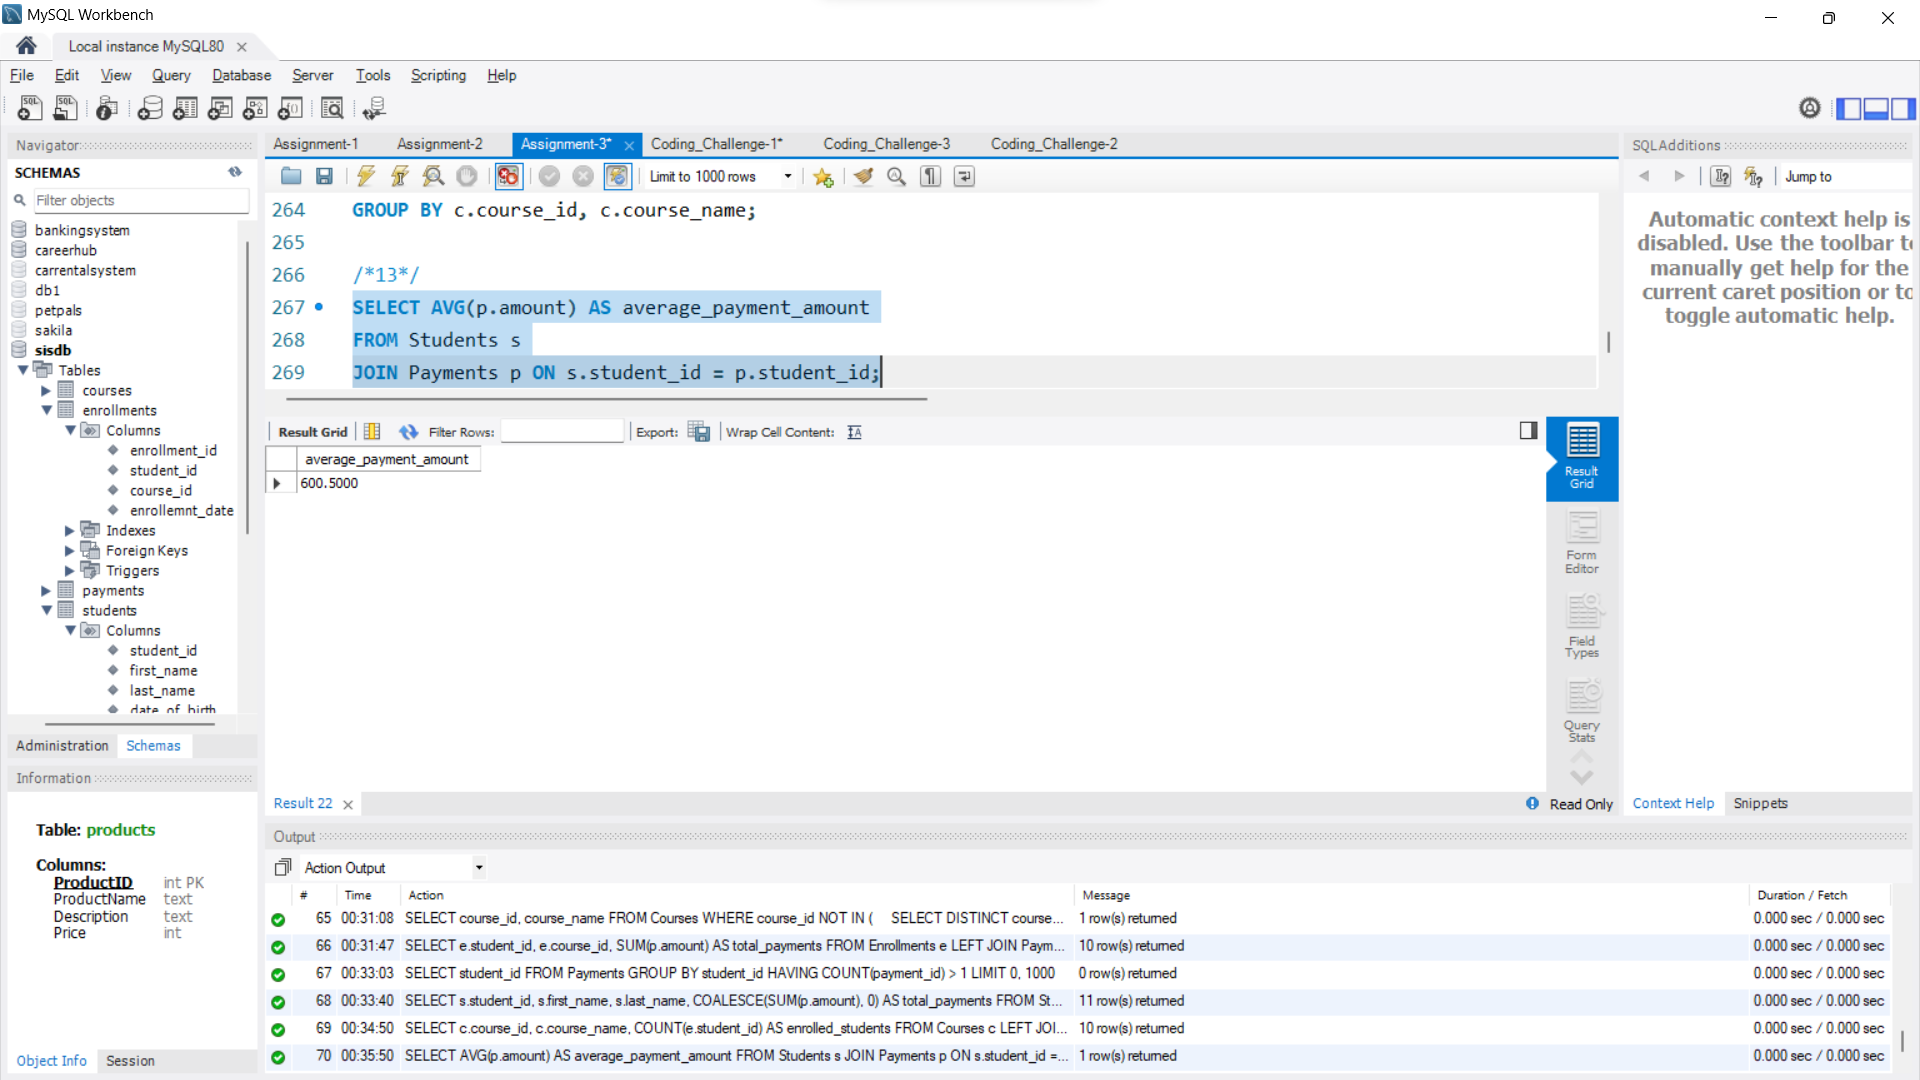 MySQL Workbench
Local instance MySQL80
File Edit View Query Database Server Tools Scripting Help
Navigator
SCHEMAS
Filter objects
bankingsystem
careerhub
carrentalsystem
db1
petpals
sakila
sisdb
Tables
courses
enrollments
Columns
enrollment_id
student_id
course_id
enrollemnt_date
Indexes
Foreign Keys
Triggers
payments
students
Columns
student_id
first_name
last_name
date_of_birth
Administration Schemas
Information
Table: products
Columns:
ProductID int PK
ProductName text
Description text
Price int
Object Info Session
Assignment-1 Assignment-2 Assignment-3* Coding_Challenge-1* Coding_Challenge-3 Coding_Challenge-2
Limit to 1000 rows
264 GROUP BY c.course_id, c.course_name;
265
266 /*13*/
267 SELECT AVG(p.amount) AS average_payment_amount
268 FROM Students s
269 JOIN Payments p ON s.student_id = p.student_id;
Result Grid Filter Rows: Export: Wrap Cell Content:
average_payment_amount
600.5000
Result Grid
Form Editor
Field Types
Query Stats
Result 22
Read Only
SQLAdditions
Jump to
Automatic context help is
disabled. Use the toolbar to
manually get help for the
current caret position or to
toggle automatic help.
Context Help Snippets
Output
Action Output
# Time Action Message Duration / Fetch
65 00:31:08 SELECT course_id, course_name FROM Courses WHERE course_id NOT IN ( SELECT DISTINCT course... 1 row(s) returned 0.000 sec / 0.000 sec
66 00:31:47 SELECT e.student_id, e.course_id, SUM(p.amount) AS total_payments FROM Enrollments e LEFT JOIN Paym... 10 row(s) returned 0.000 sec / 0.000 sec
67 00:33:03 SELECT student_id FROM Payments GROUP BY student_id HAVING COUNT(payment_id) > 1 LIMIT 0, 1000 0 row(s) returned 0.000 sec / 0.000 sec
68 00:33:40 SELECT s.student_id, s.first_name, s.last_name, COALESCE(SUM(p.amount), 0) AS total_payments FROM St... 11 row(s) returned 0.000 sec / 0.000 sec
69 00:34:50 SELECT c.course_id, c.course_name, COUNT(e.student_id) AS enrolled_students FROM Courses c LEFT JOI... 10 row(s) returned 0.000 sec / 0.000 sec
70 00:35:50 SELECT AVG(p.amount) AS average_payment_amount FROM Students s JOIN Payments p ON s.student_id =... 1 row(s) returned 0.000 sec / 0.000 sec